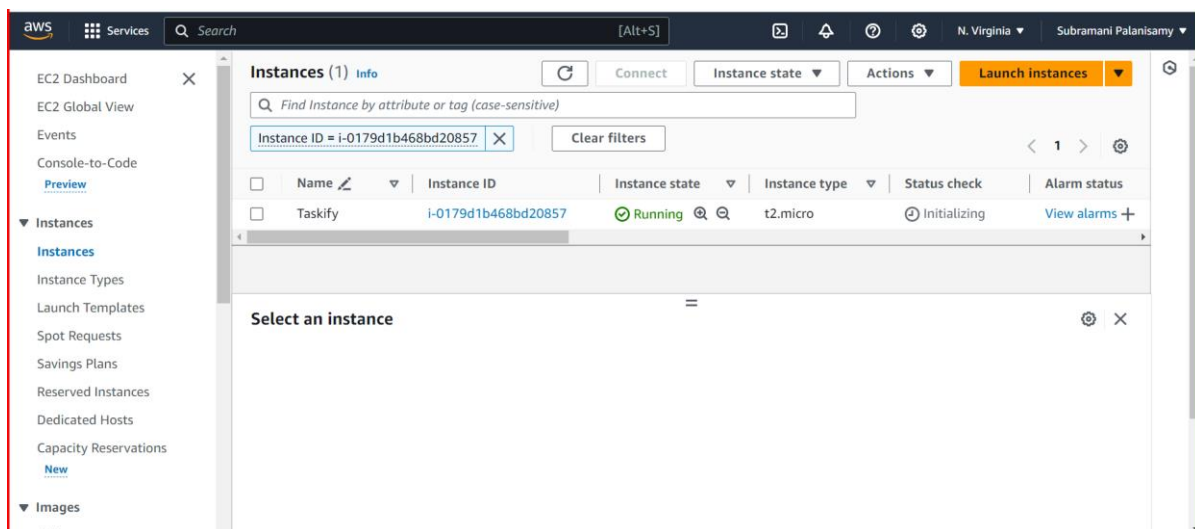 aws Services Search [Alt+S] N. Virginia Subramani Palanisamy
EC2 Dashboard
EC2 Global View
Events
Console-to-Code
Preview
Instances
Instances
Instance Types
Launch Templates
Spot Requests
Savings Plans
Reserved Instances
Dedicated Hosts
Capacity Reservations
New
Images
Instances (1) Info Connect Instance state Actions Launch instances
Find Instance by attribute or tag (case-sensitive)
Instance ID = i-0179d1b468bd20857 Clear filters
1
Name Instance ID Instance state Instance type Status check Alarm status
Taskify i-0179d1b468bd20857 Running t2.micro Initializing View alarms
Select an instance